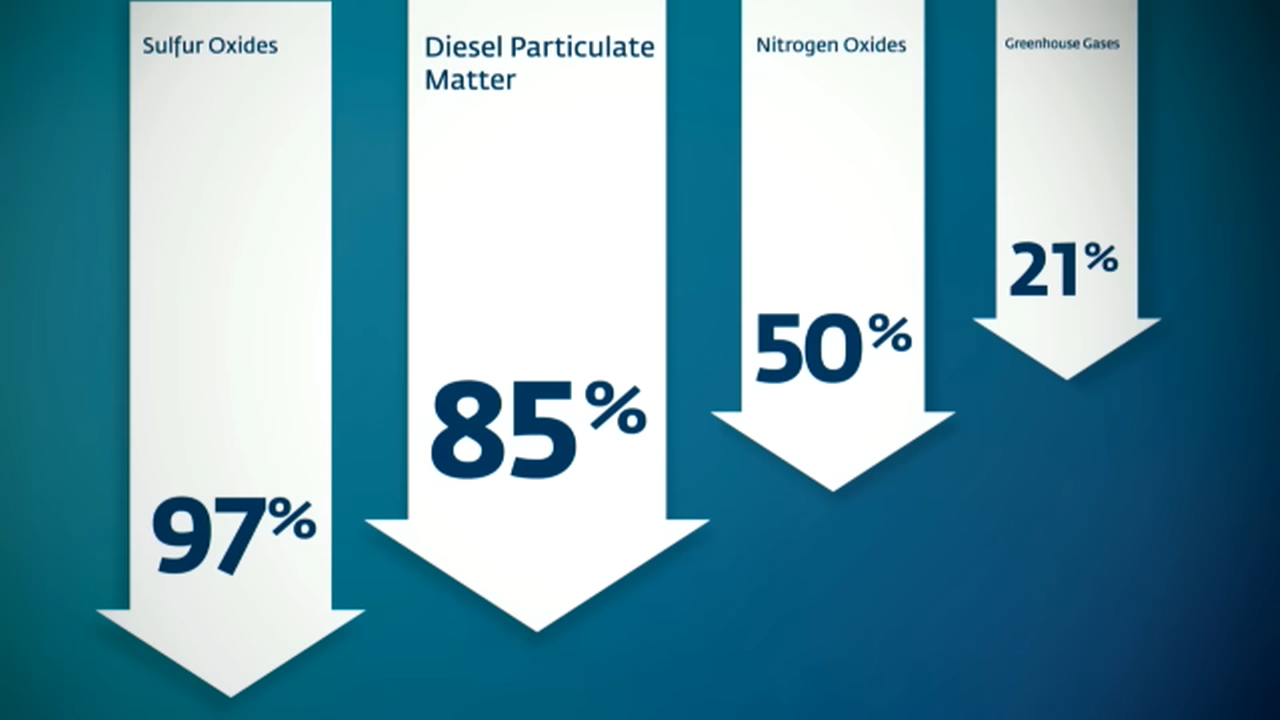 Sulfur Oxides
97%
Diesel Particulate
Matter
85%
Nitrogen Oxides
50%
Greenhouse Gases
21%